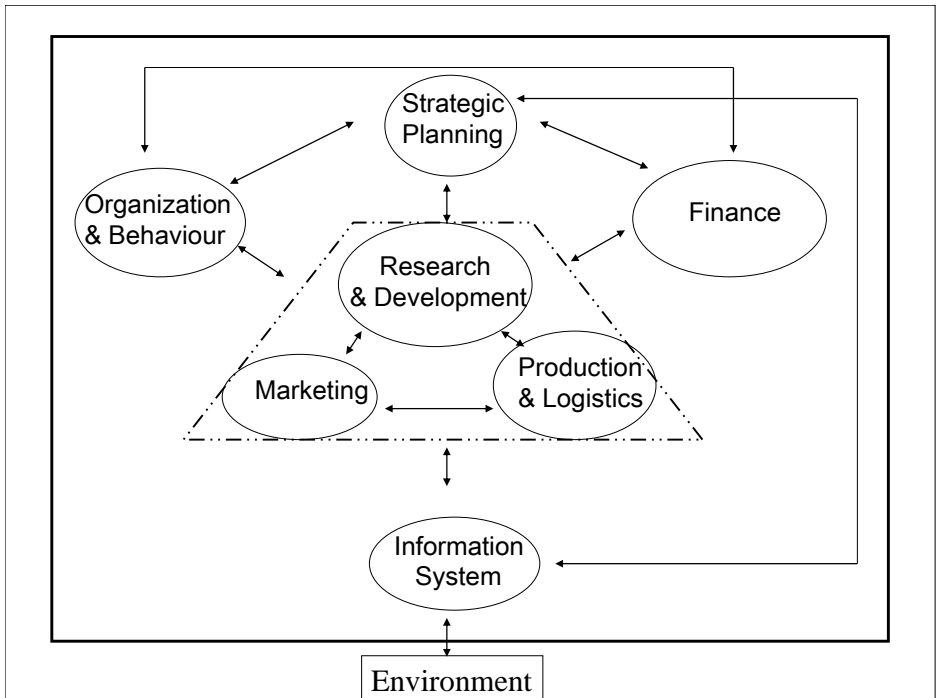 Strategic
Planning
Organization
& Behaviour
Finance
Research
& Development
Marketing
Production
& Logistics
Information
System
Environment